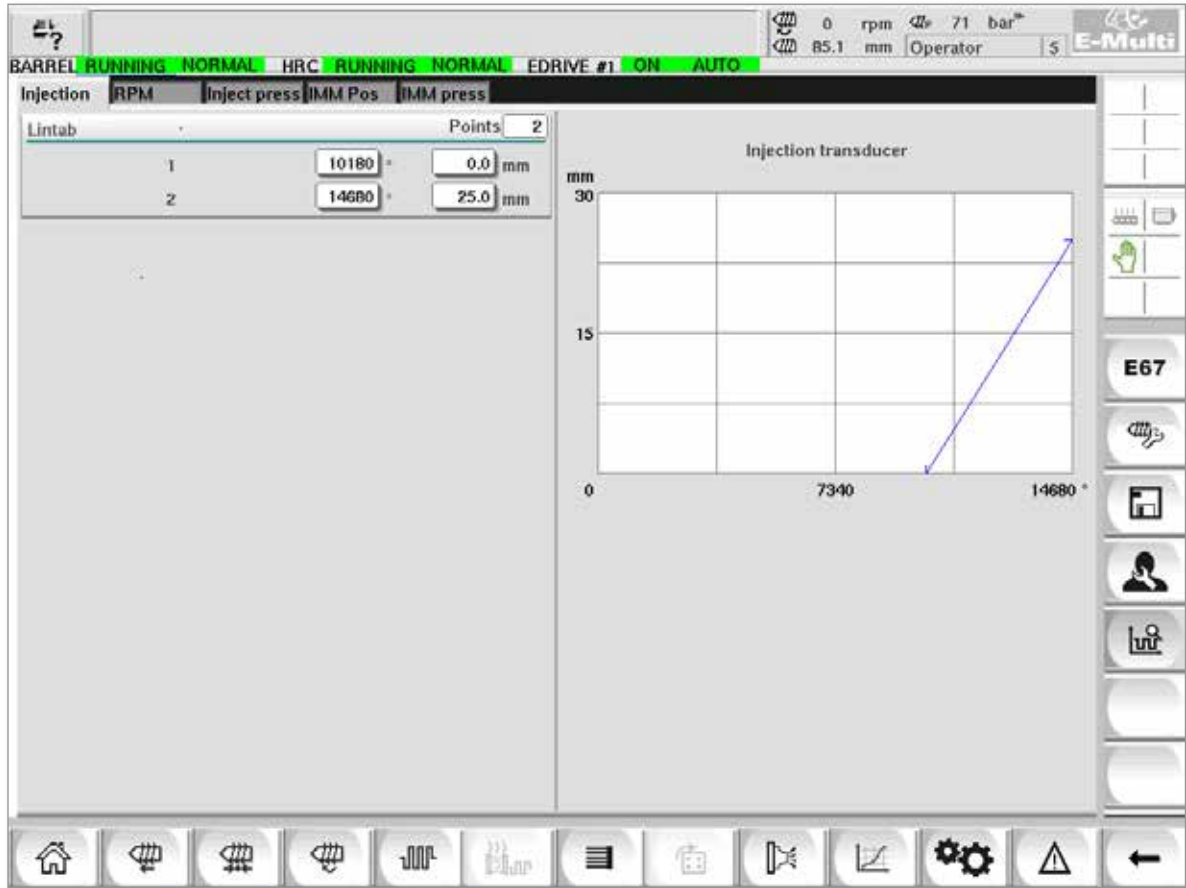 ?
0 rpm 71 bar
85.1 mm Operator 5 E-Multi
BARREL RUNNING NORMAL HRC RUNNING NORMAL EDRIVE #1 ON AUTO
Injection RPM Inject press IMM Pos IMM press
Lintab Points 2
1 10180 ° 0.0 mm
2 14680 ° 25.0 mm
Injection transducer
mm
30
15
0 7340 14680 °
E67